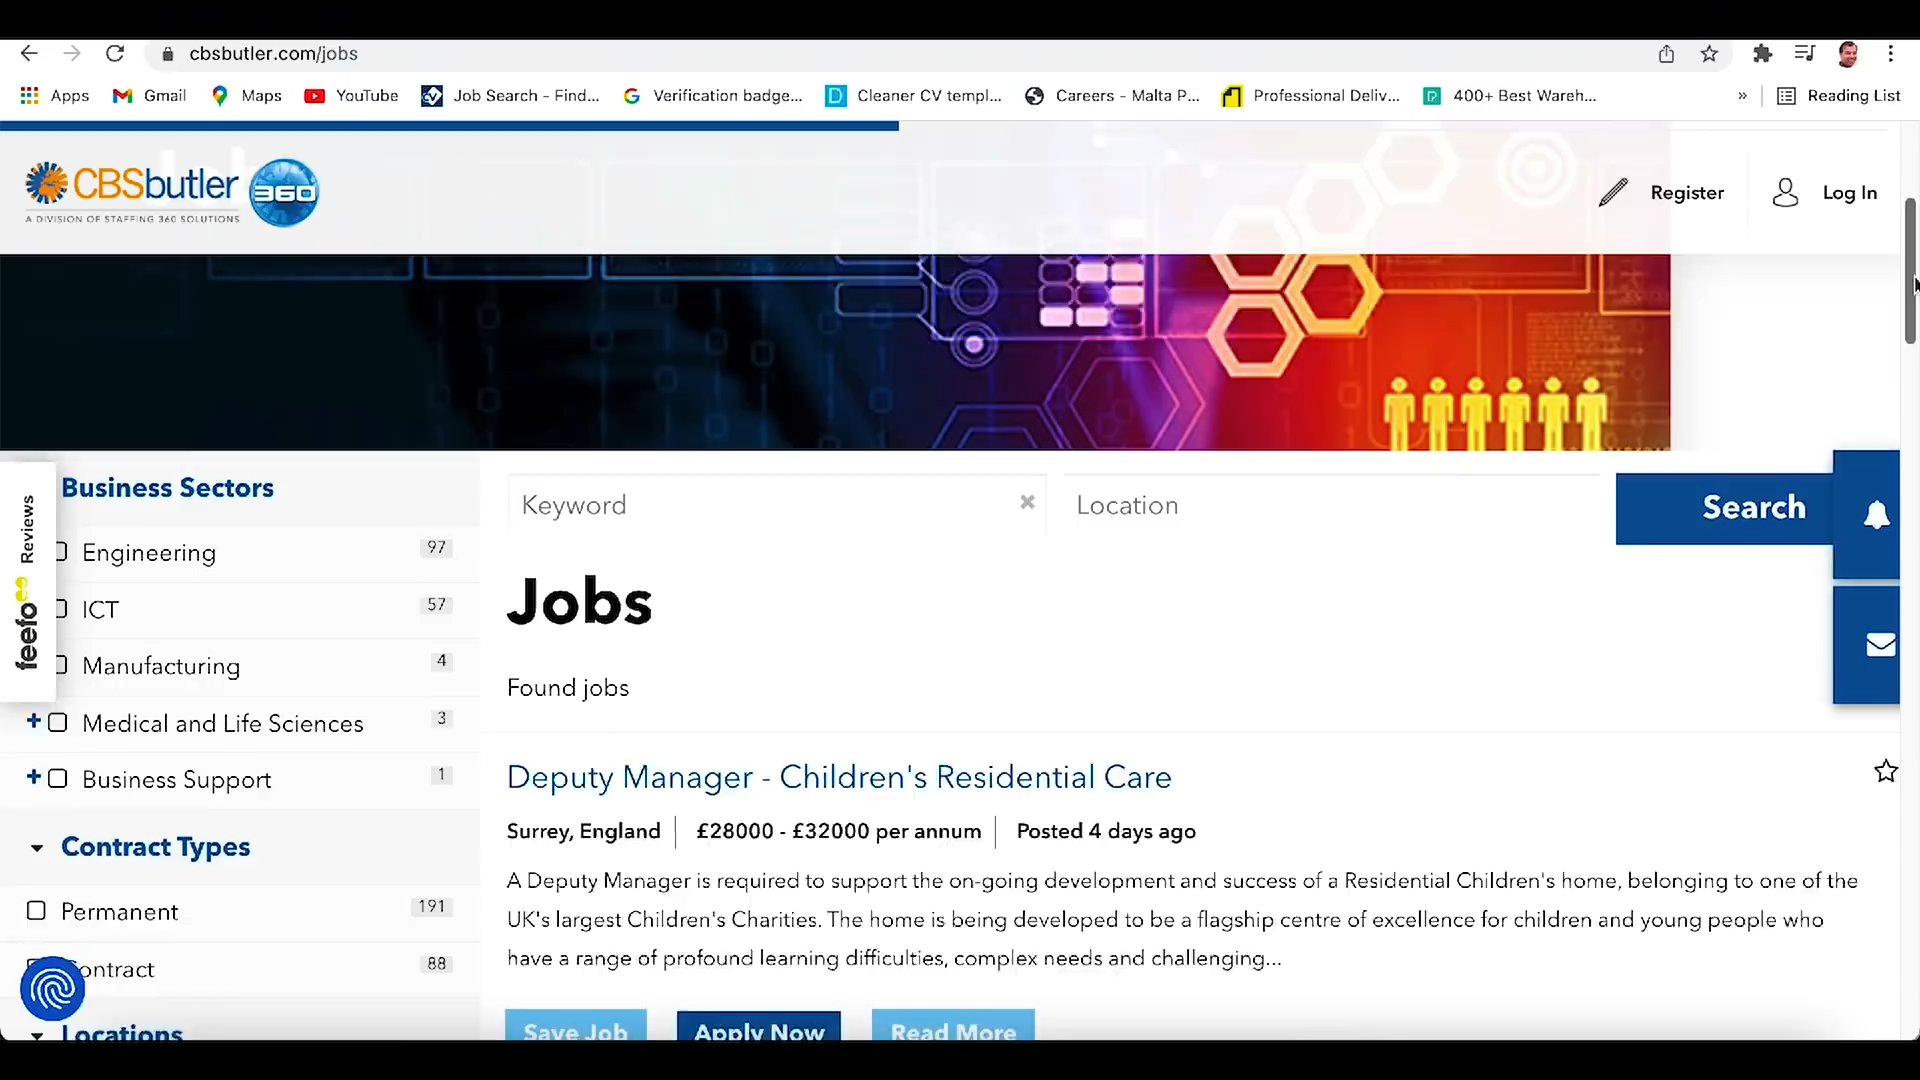 cbsbutler.com/jobs
Apps Gmail Maps YouTube Job Search - Find... Verification badge... Cleaner CV templ... Careers - Malta P... Professional Deliv... 400+ Best Wareh... » Reading List
CBSbutler 360
A DIVISION OF STAFFING 360 SOLUTIONS
Register Log In
Business Sectors
Engineering 97
ICT 57
Manufacturing 4
Medical and Life Sciences 3
Business Support 1
Contract Types
Permanent 191
ontract 88
Locations
feefo Reviews
Keyword Location Search
Jobs
Found jobs
Deputy Manager - Children's Residential Care
Surrey, England £28000 - £32000 per annum Posted 4 days ago
A Deputy Manager is required to support the on-going development and success of a Residential Children's home, belonging to one of the
UK's largest Children's Charities. The home is being developed to be a flagship centre of excellence for children and young people who
have a range of profound learning difficulties, complex needs and challenging...
Save Job Apply Now Read More